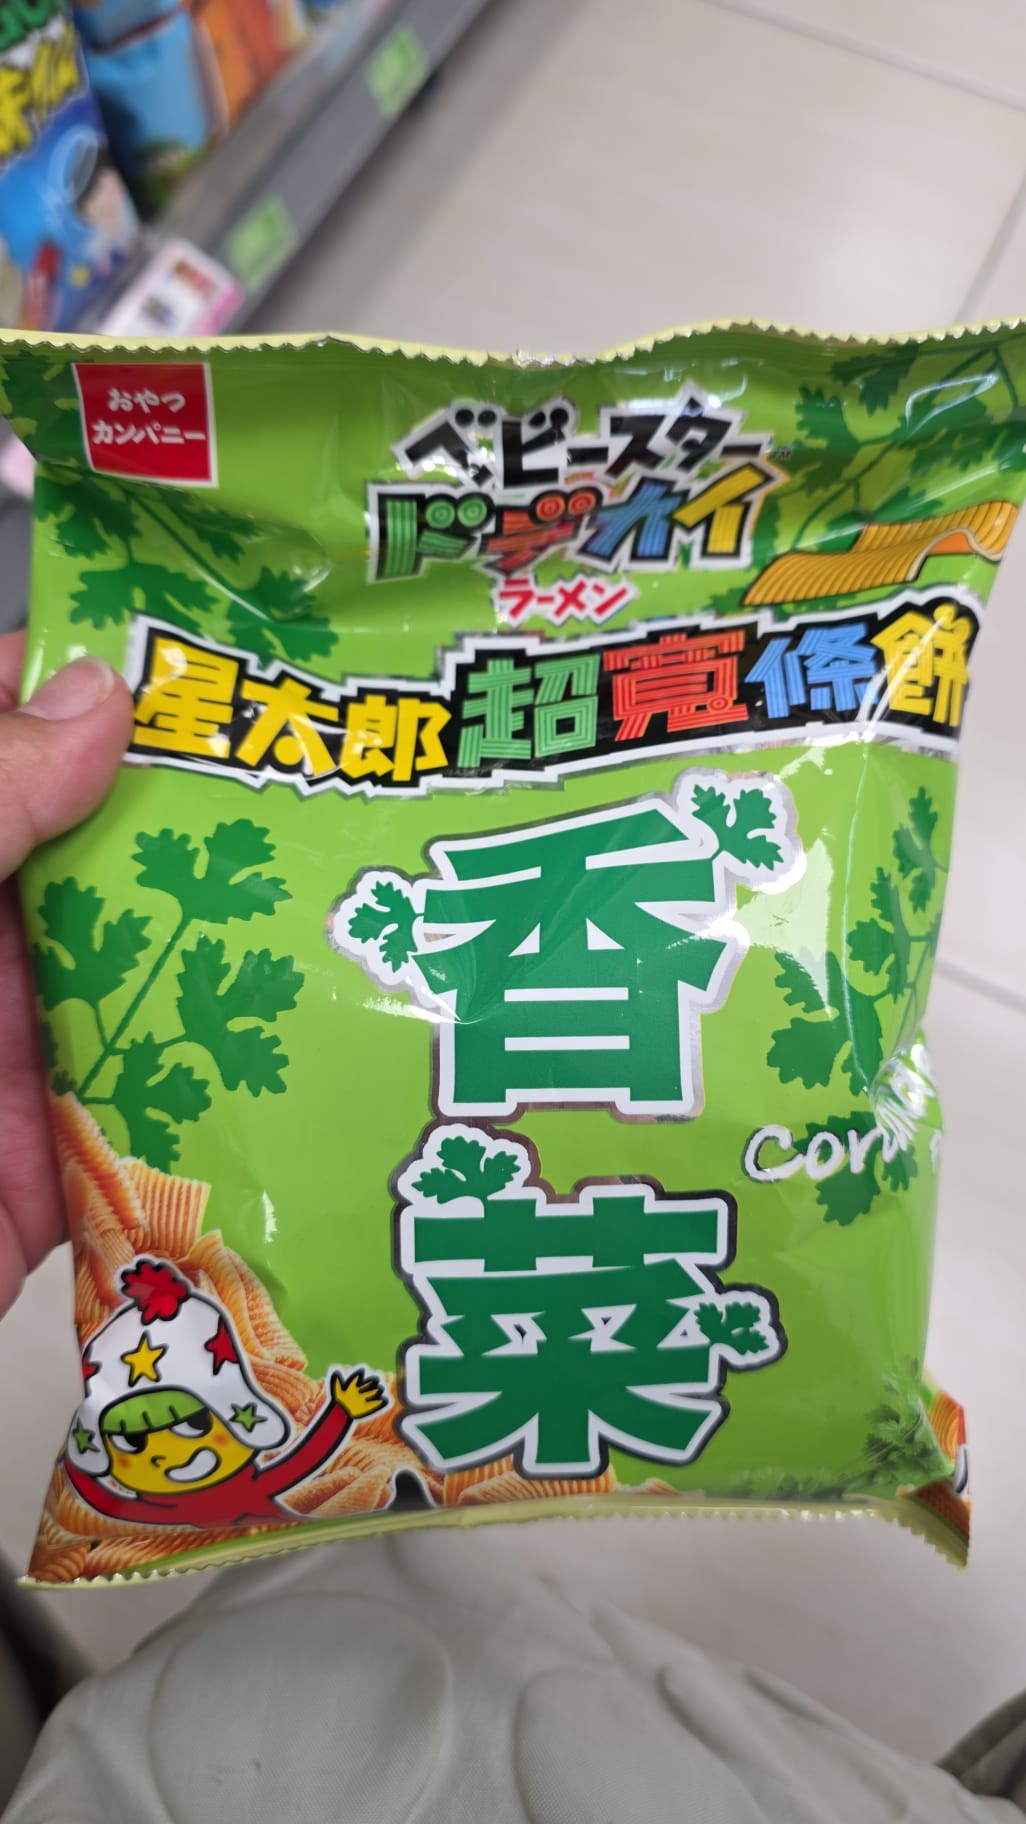 おやつ
カンパニー
ベビースター
ドデカイ
ラーメン
星太郎超寬條餅
香
菜